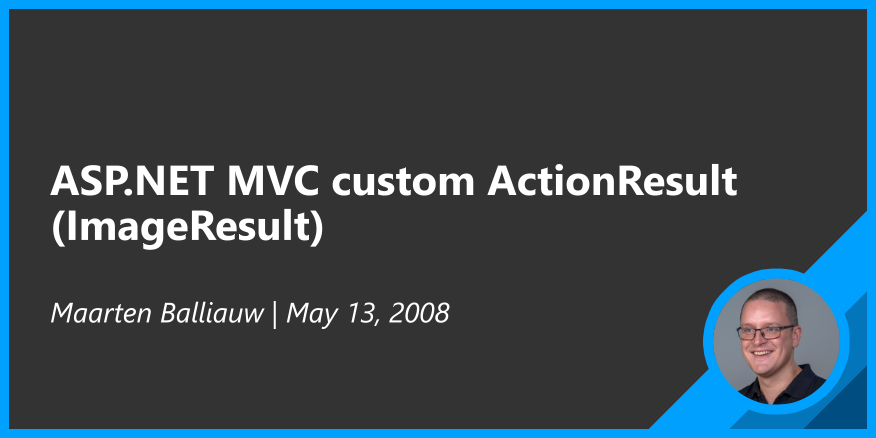 ASP.NET MVC custom ActionResult
(ImageResult)
Maarten Balliauw | May 13, 2008